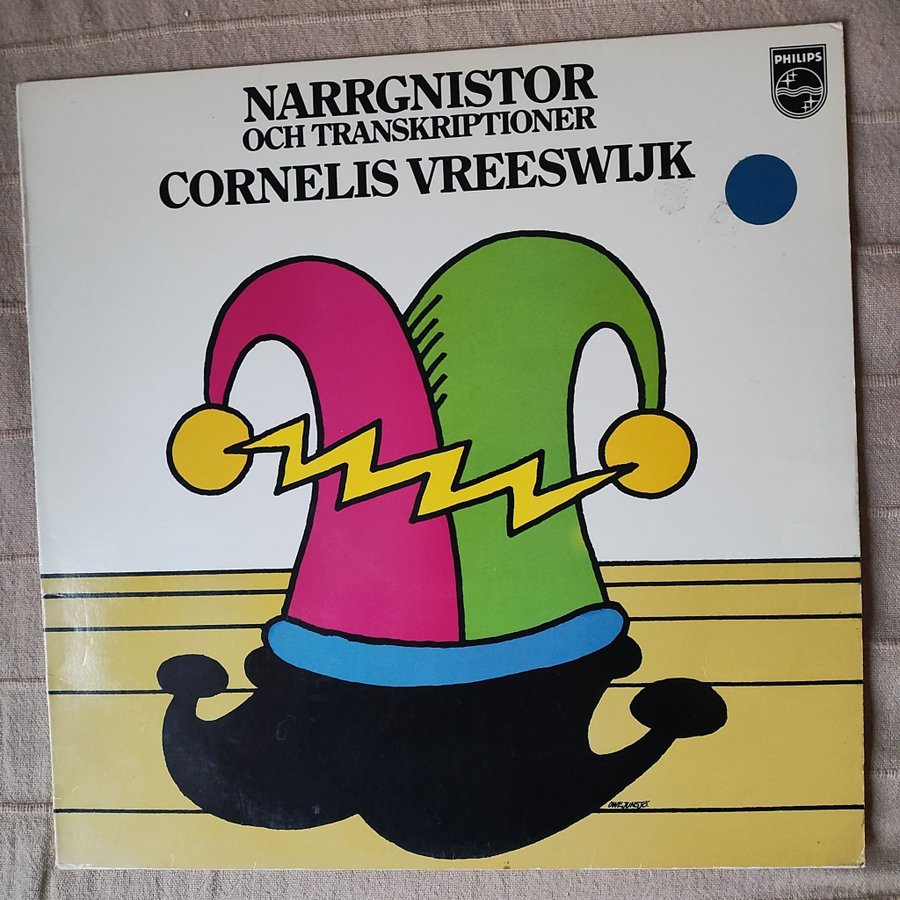 NARRGNISTOR
OCH TRANSKRIPTIONER
CORNELIS VREESWIJK
PHILIPS